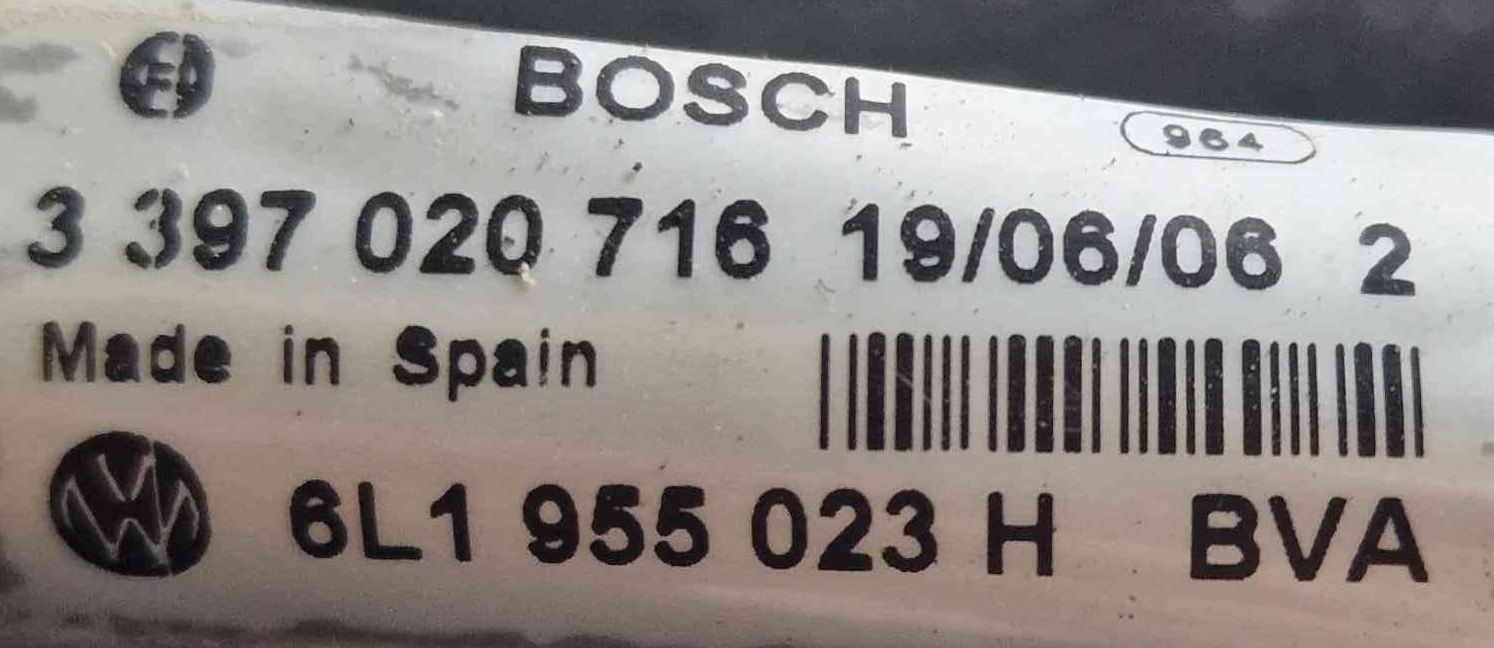 BOSCH 964
3 397 020 716 19/06/06 2
Made in Spain
6L1 955 023 H BVA